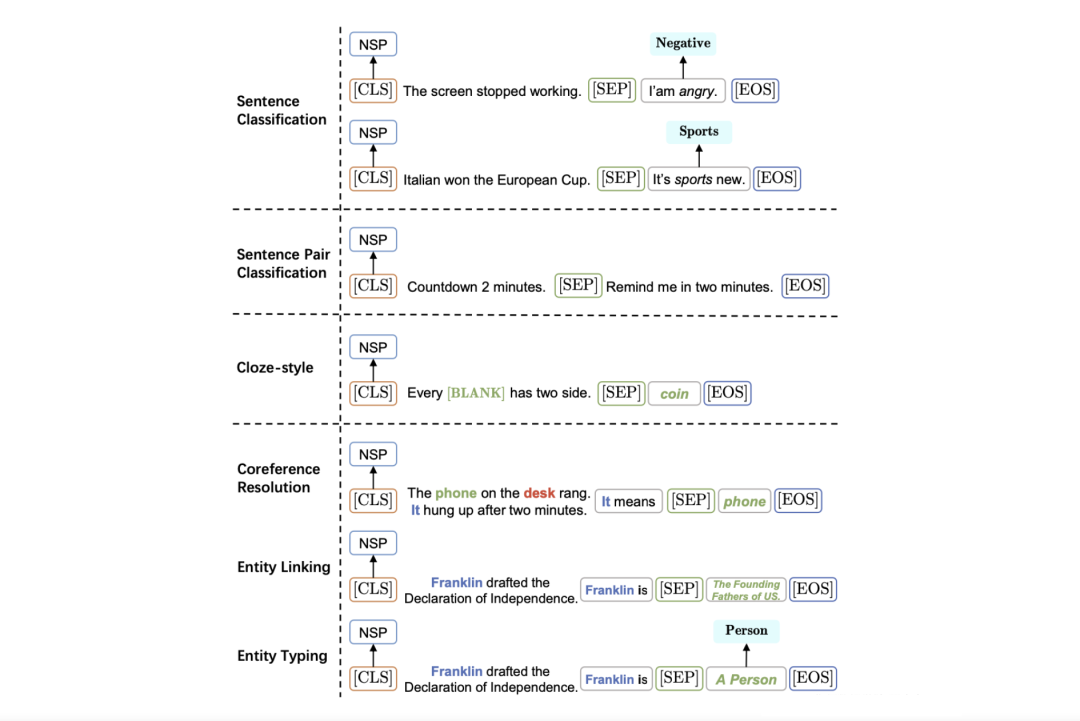 NSP
Negative
[CLS] The screen stopped working. [SEP] I'am angry. [EOS]
Sentence
Classification
NSP
Sports
[CLS] Italian won the European Cup. [SEP] It's sports new. [EOS]
NSP
Sentence Pair
Classification
[CLS] Countdown 2 minutes. [SEP] Remind me in two minutes. [EOS]
NSP
Cloze-style
[CLS] Every [BLANK] has two side. [SEP] coin [EOS]
NSP
Coreference
Resolution
[CLS] The phone on the desk rang.
It hung up after two minutes. It means [SEP] phone [EOS]
NSP
Entity Linking
[CLS] Franklin drafted the
Declaration of Independence. Franklin is [SEP] The Founding
Fathers of US. [EOS]
NSP
Person
Entity Typing
[CLS] Franklin drafted the
Declaration of Independence. Franklin is [SEP] A Person [EOS]